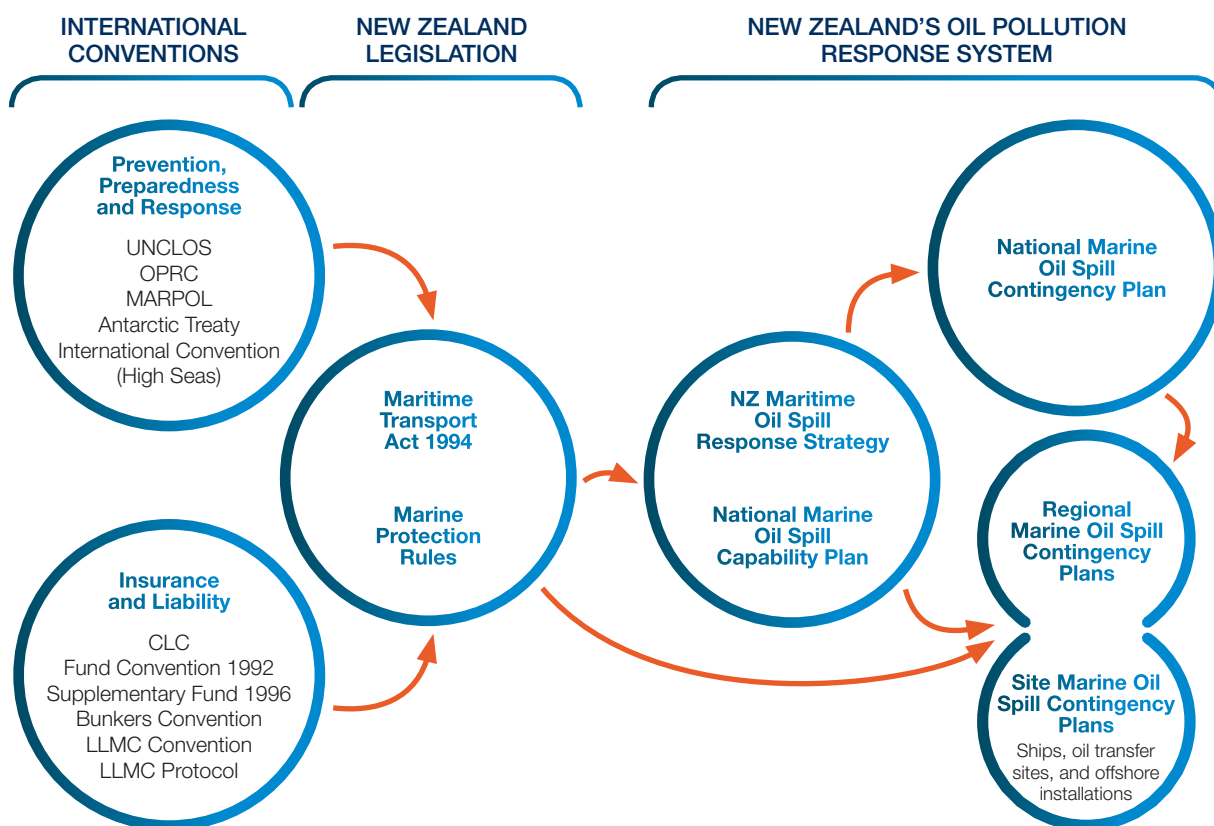 INTERNATIONAL
CONVENTIONS
NEW ZEALAND
LEGISLATION
NEW ZEALAND’S OIL POLLUTION
RESPONSE SYSTEM
Prevention,
Preparedness
and Response
UNCLOS
OPRC
MARPOL
Antarctic Treaty
International Convention
(High Seas)
Insurance
and Liability
CLC
Fund Convention 1992
Supplementary Fund 1996
Bunkers Convention
LLMC Convention
LLMC Protocol
Maritime
Transport
Act 1994
Marine
Protection
Rules
NZ Maritime
Oil Spill
Response Strategy
National Marine
Oil Spill
Capability Plan
National Marine
Oil Spill
Contingency Plan
Regional
Marine Oil Spill
Contingency
Plans
Site Marine Oil
Spill Contingency
Plans
Ships, oil transfer
sites, and offshore
installations